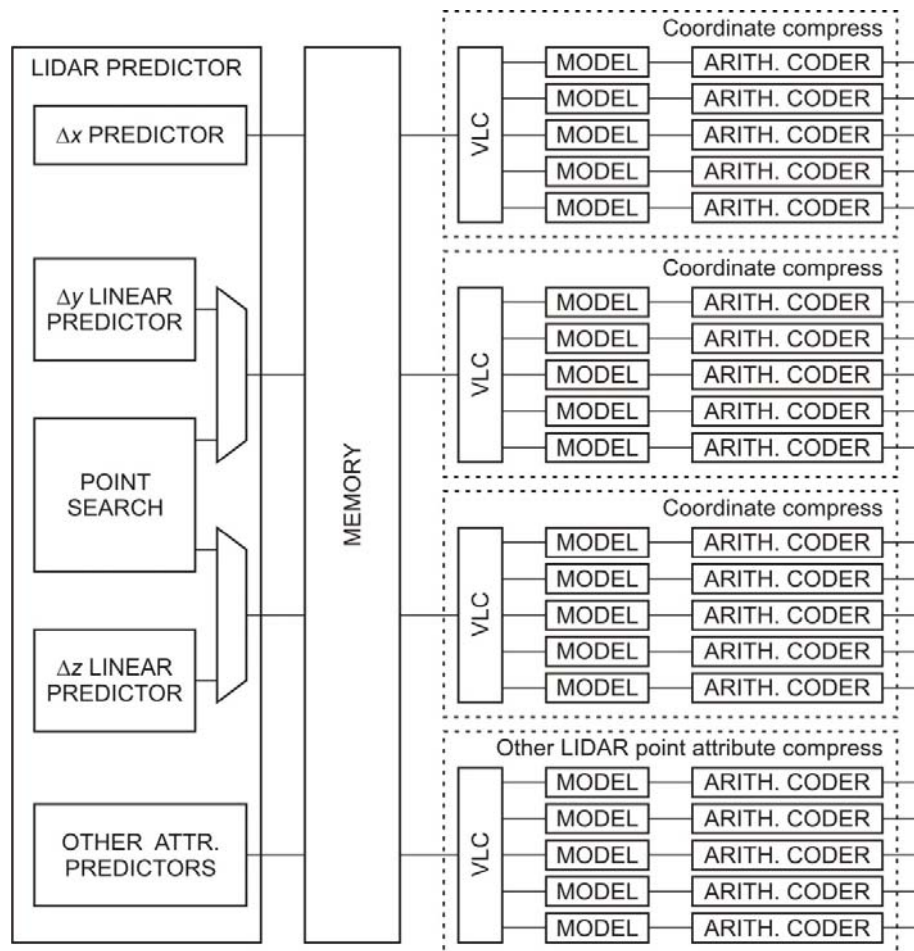 LIDAR PREDICTOR
Δx PREDICTOR
Δy LINEAR
PREDICTOR
POINT
SEARCH
Δz LINEAR
PREDICTOR
OTHER ATTR.
PREDICTORS
MEMORY
Coordinate compress
VLC
MODEL ARITH. CODER
MODEL ARITH. CODER
MODEL ARITH. CODER
MODEL ARITH. CODER
MODEL ARITH. CODER
Coordinate compress
VLC
MODEL ARITH. CODER
MODEL ARITH. CODER
MODEL ARITH. CODER
MODEL ARITH. CODER
MODEL ARITH. CODER
Coordinate compress
VLC
MODEL ARITH. CODER
MODEL ARITH. CODER
MODEL ARITH. CODER
MODEL ARITH. CODER
MODEL ARITH. CODER
Other LIDAR point attribute compress
VLC
MODEL ARITH. CODER
MODEL ARITH. CODER
MODEL ARITH. CODER
MODEL ARITH. CODER
MODEL ARITH. CODER